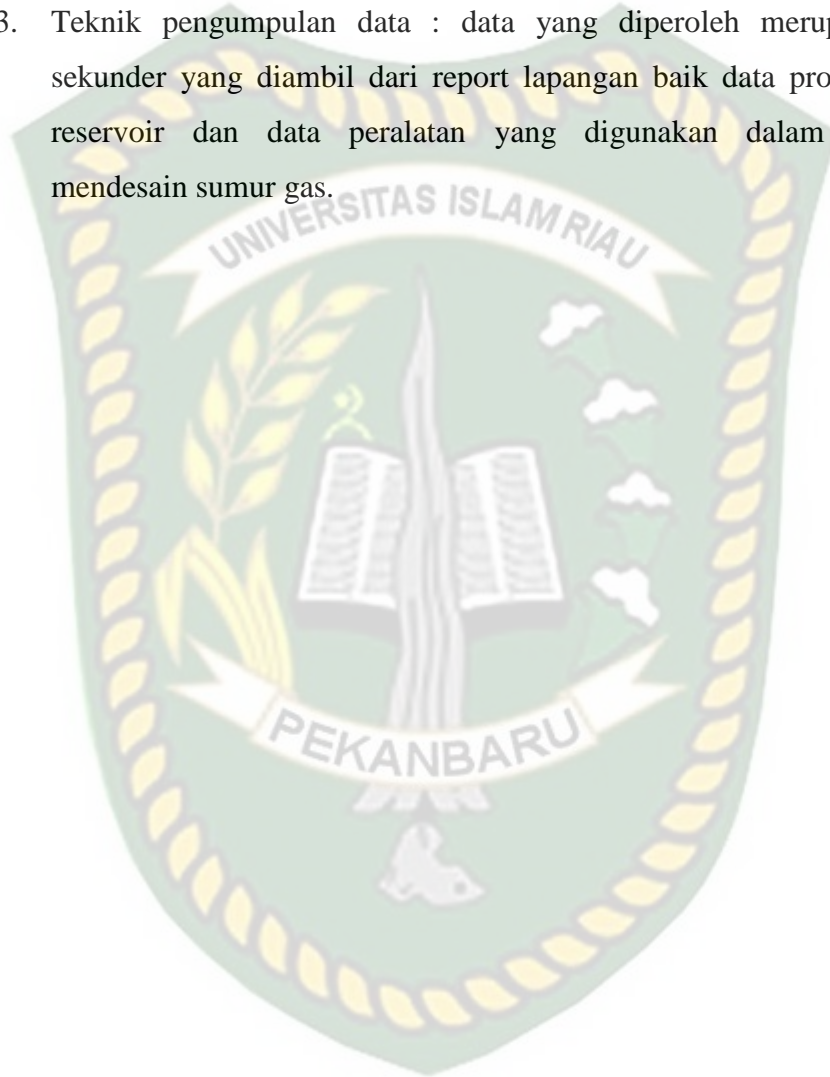 3. Teknik pengumpulan data : data yang diperoleh merup
sekunder yang diambil dari report lapangan baik data pro
reservoir dan data peralatan yang digunakan dalam
mendesain sumur gas.
UNIVERSITAS ISLAM RIAU
PEKANBARU